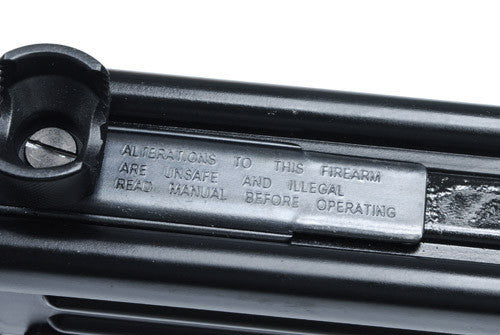 ALTERATIONS TO THIS FIREARM
ARE UNSAFE AND ILLEGAL
READ MANUAL BEFORE OPERATING